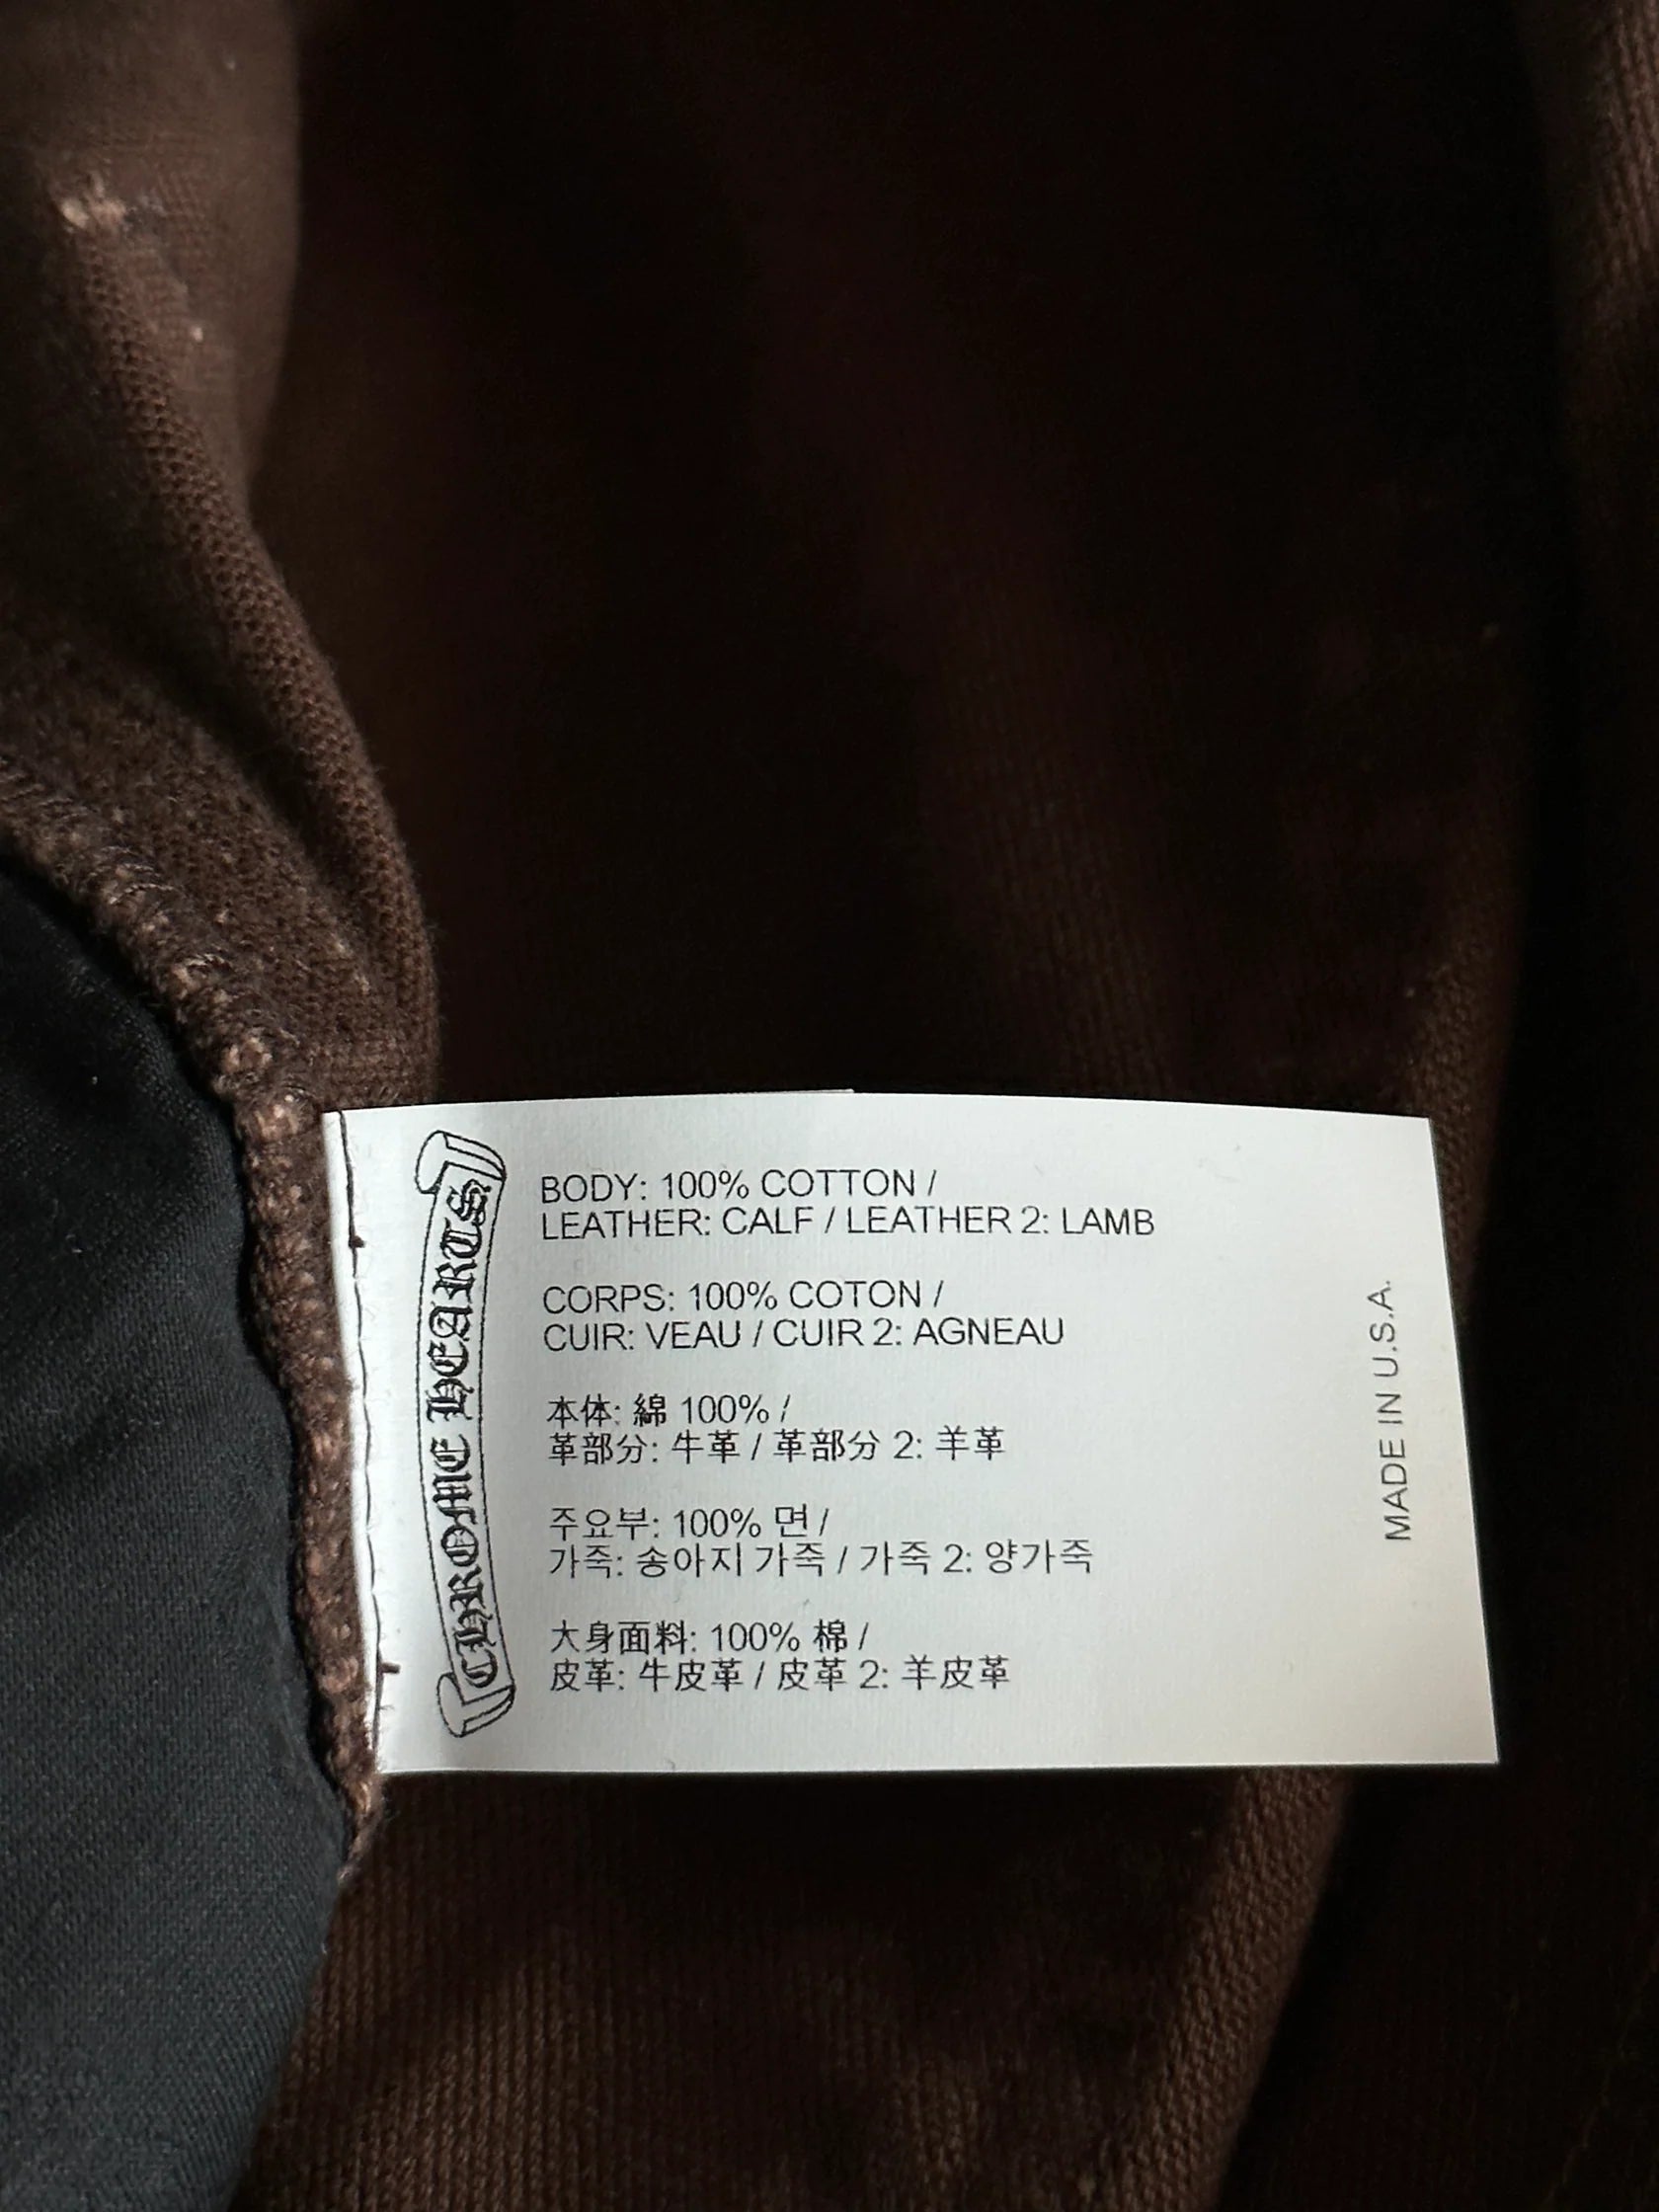 CHROME HEARTS
BODY: 100% COTTON /
LEATHER: CALF / LEATHER 2: LAMB
CORPS: 100% COTON /
CUIR: VEAU / CUIR 2: AGNEAU
本体: 綿 100% /
革部分: 牛革 / 革部分 2: 羊革
주요부: 100% 면 /
가죽: 송아지 가죽 / 가죽 2: 양가죽
大身面料: 100% 棉 /
皮革: 牛皮革 / 皮革 2: 羊皮革
MADE IN U.S.A.